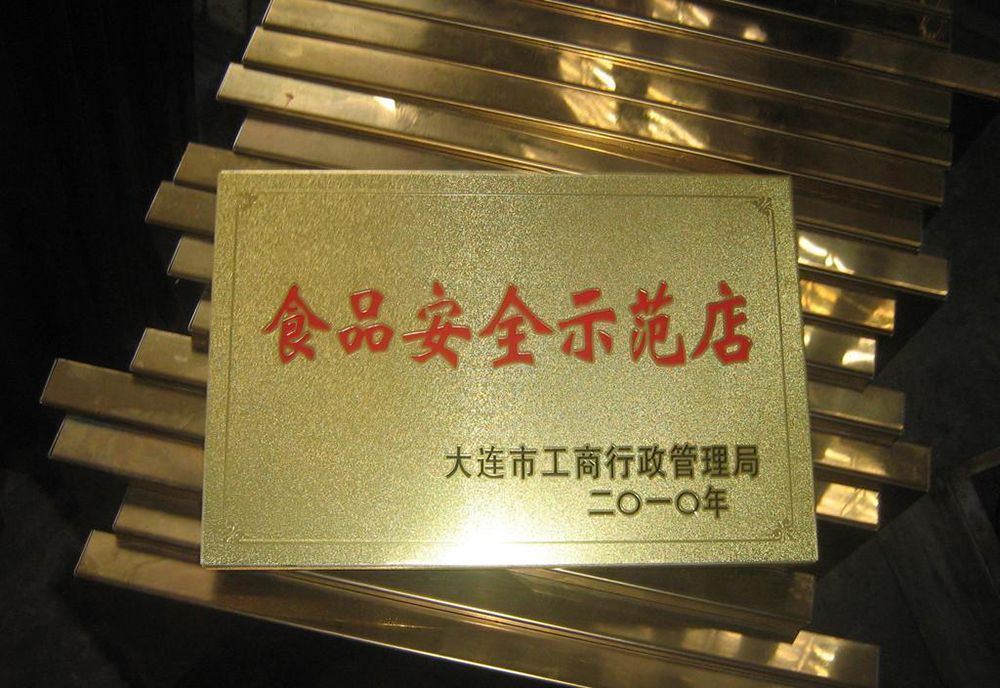 食品安全示范店
大连市工商行政管理局
二〇一〇年